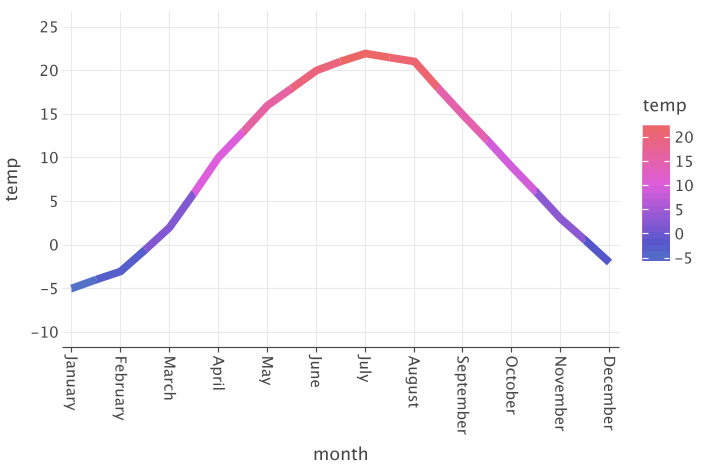 25
20
15
10
5
0
−5
−10
temp
January
February
March
April
May
June
July
August
September
October
November
December
month
temp
20
15
10
5
0
−5